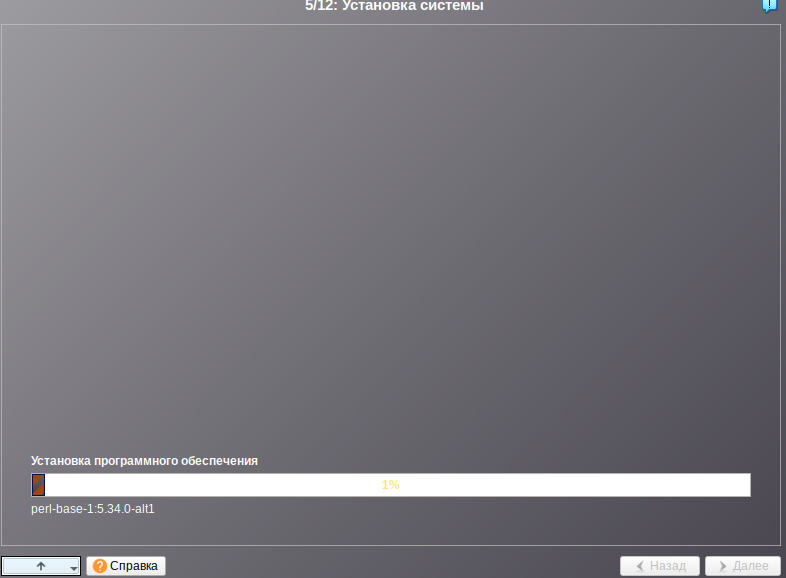 5/12: Установка системы
Установка программного обеспечения
1%
perl-base-1:5.34.0-alt1
Справка
Назад
Далее